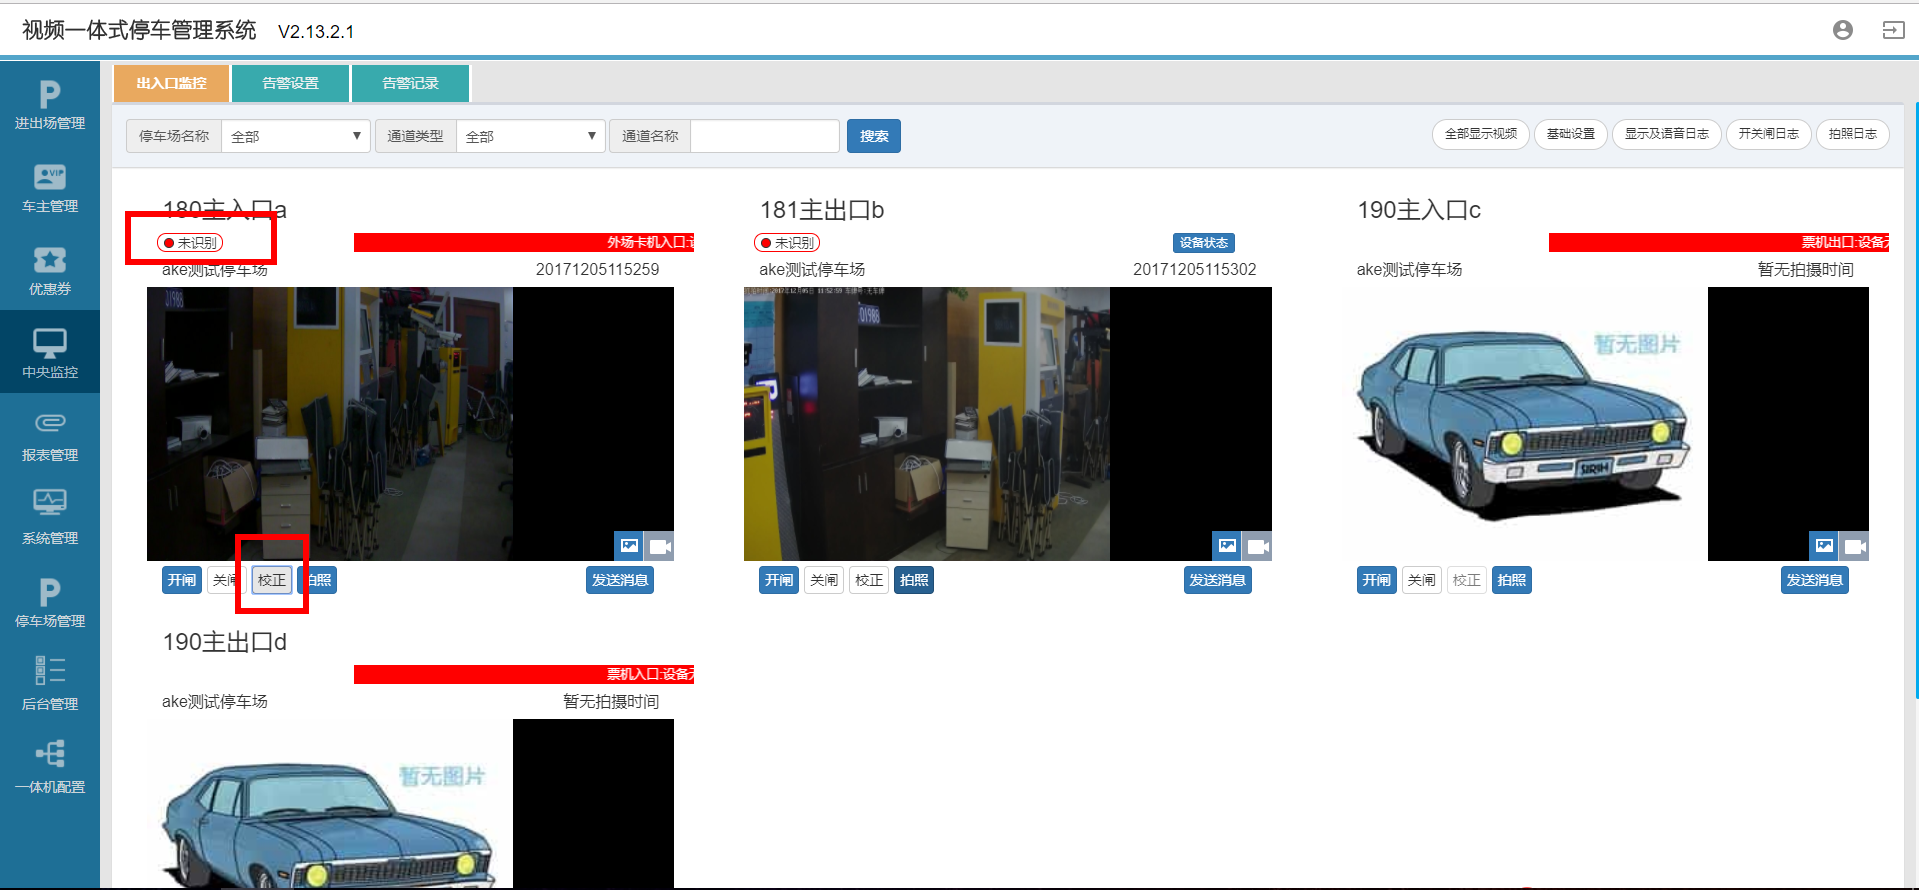 视频一体式停车管理系统 V2.13.2.1
进出场管理
车主管理
优惠券
中央监控
报表管理
系统管理
停车场管理
后台管理
一体机配置
出入口监控 告警设置 告警记录
停车场名称 全部 通道类型 全部 通道名称 搜索 全部显示视频 基础设置 显示及语音日志 开关闸日志 拍照日志
180主入口a
未识别 外场卡机入口:
ake测试停车场 20171205115259
开闸 关闸 校正 拍照 发送消息
181主出口b
未识别 设备状态
ake测试停车场 20171205115302
开闸 关闸 校正 拍照 发送消息
190主入口c
票机出口:设备
ake测试停车场 暂无拍摄时间
暂无图片
开闸 关闸 校正 拍照 发送消息
190主出口d
票机入口:设备
ake测试停车场 暂无拍摄时间
暂无图片